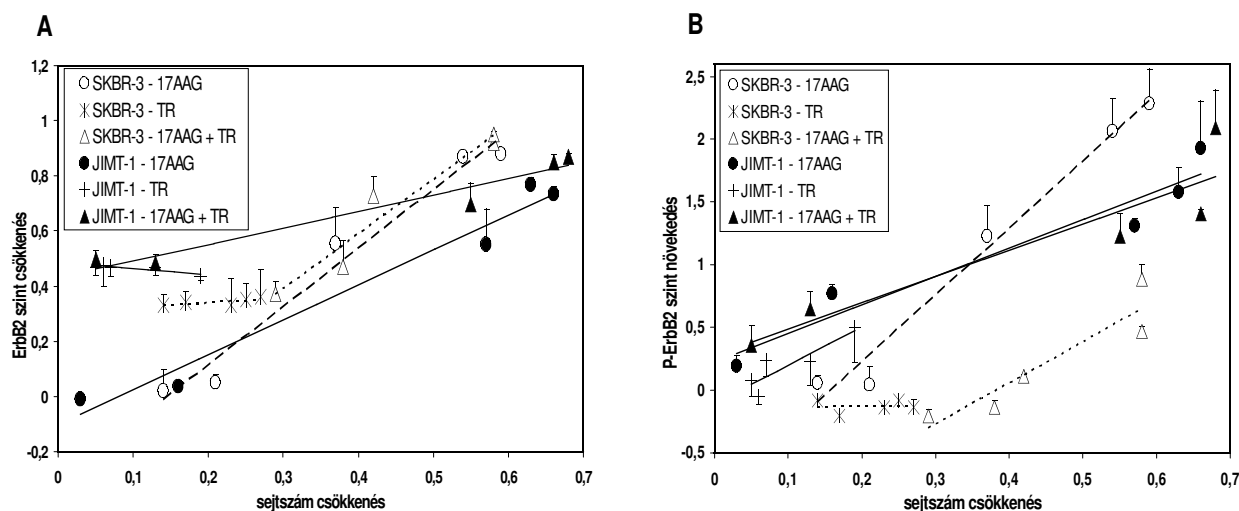 A
ErbB2 szint csökkenés
1,2
1
0,8
0,6
0,4
0,2
0
-0,2
SKBR-3 - 17AAG
SKBR-3 - TR
SKBR-3 - 17AAG + TR
JIMT-1 - 17AAG
JIMT-1 - TR
JIMT-1 - 17AAG + TR
0 0,1 0,2 0,3 0,4 0,5 0,6 0,7
sejtszám csökkenés
B
P-ErbB2 szint növekedés
2,5
2
1,5
1
0,5
0
-0,5
SKBR-3 - 17AAG
SKBR-3 - TR
SKBR-3 - 17AAG + TR
JIMT-1 - 17AAG
JIMT-1 - TR
JIMT-1 - 17AAG + TR
0 0,1 0,2 0,3 0,4 0,5 0,6 0,7
sejtszám csökkenés